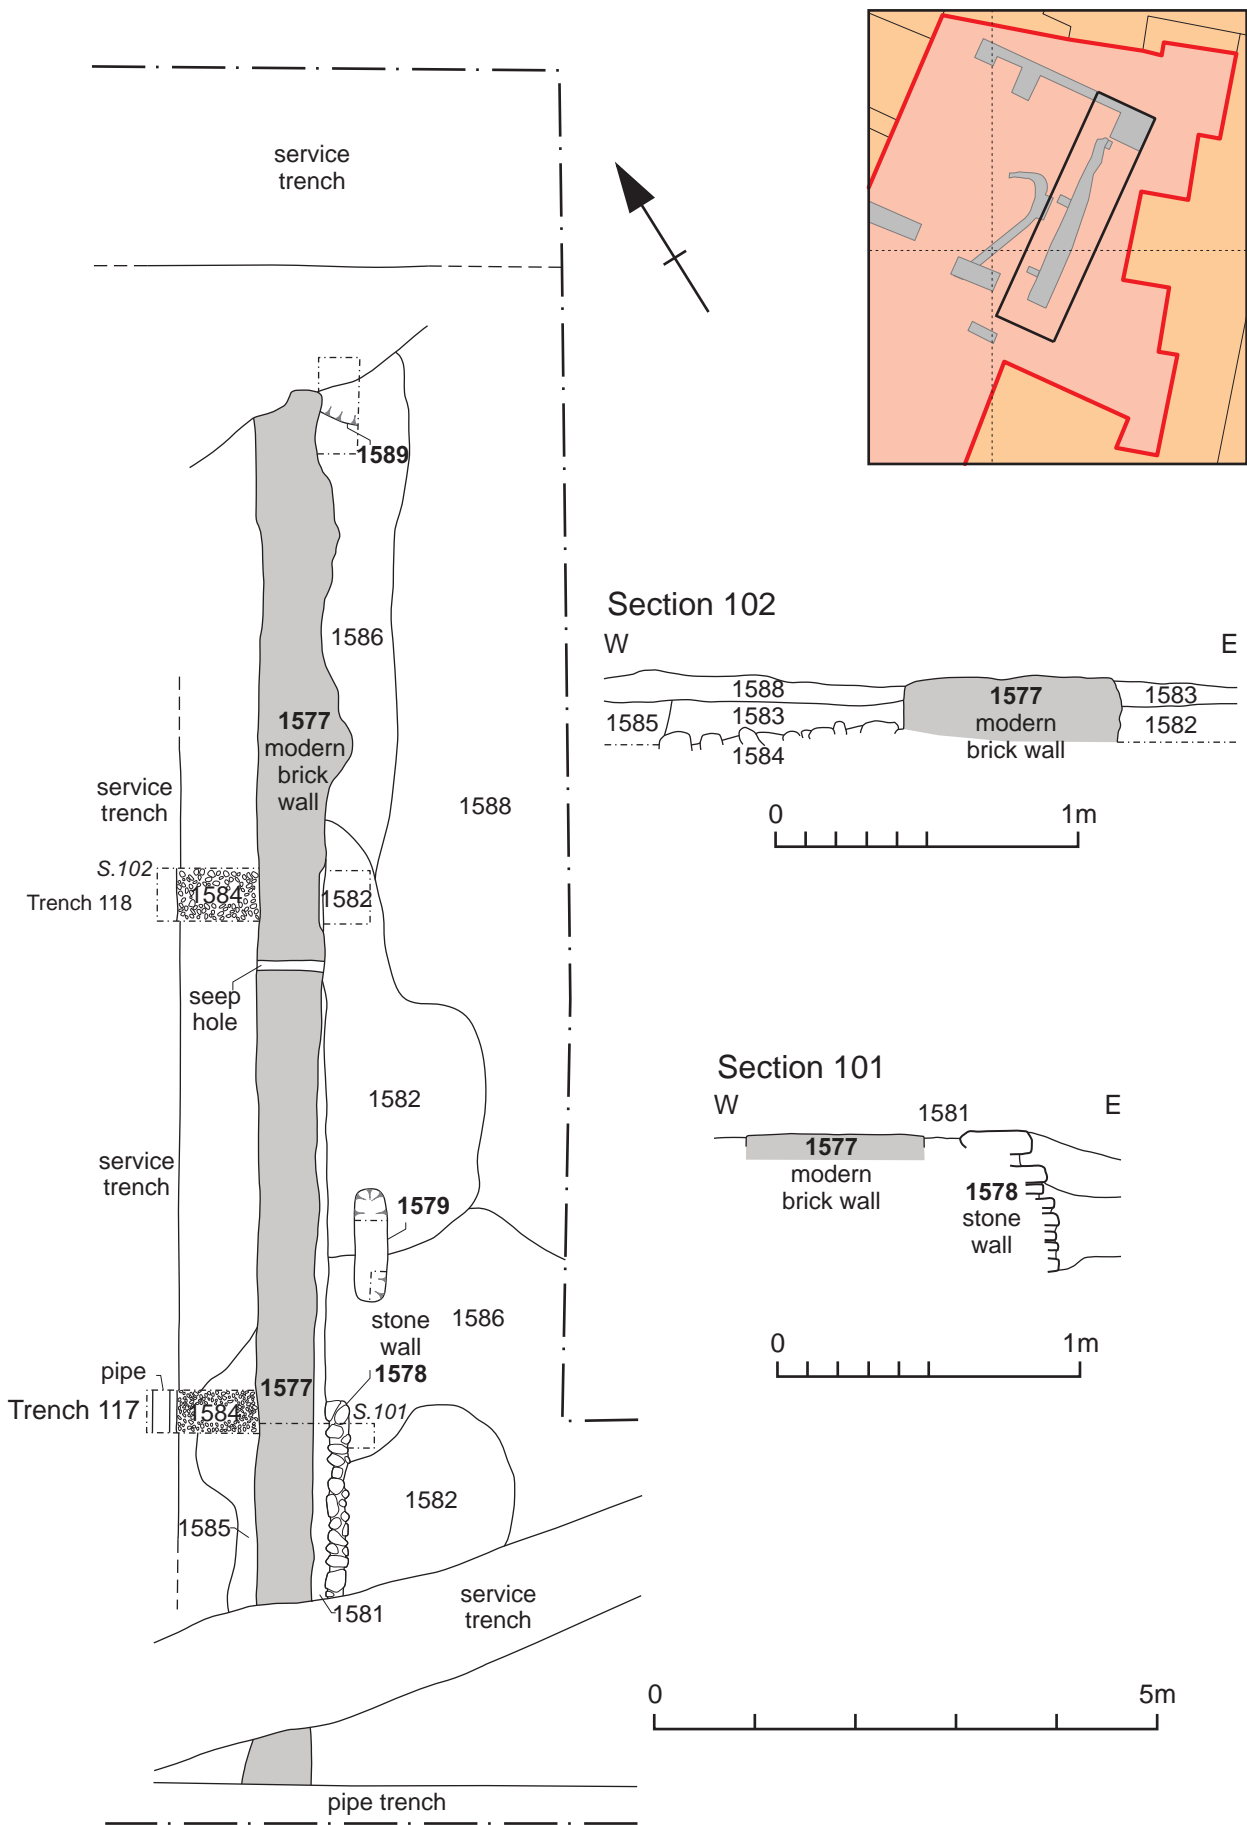 service
trench
1589
1586
1577
modern
brick
wall
service
trench
1588
S.102
Trench 118
1584
1582
seep
hole
1582
service
trench
1579
stone
wall
1586
1578
pipe
Trench 117
1584
1577
S.101
1582
1585
1581
service
trench
pipe trench
Section 102
W
E
1588
1583
1585
1583
1584
1577
modern
brick wall
1582
0
1m
Section 101
W
E
1581
1577
modern
brick wall
1578
stone
wall
0
1m
0
5m